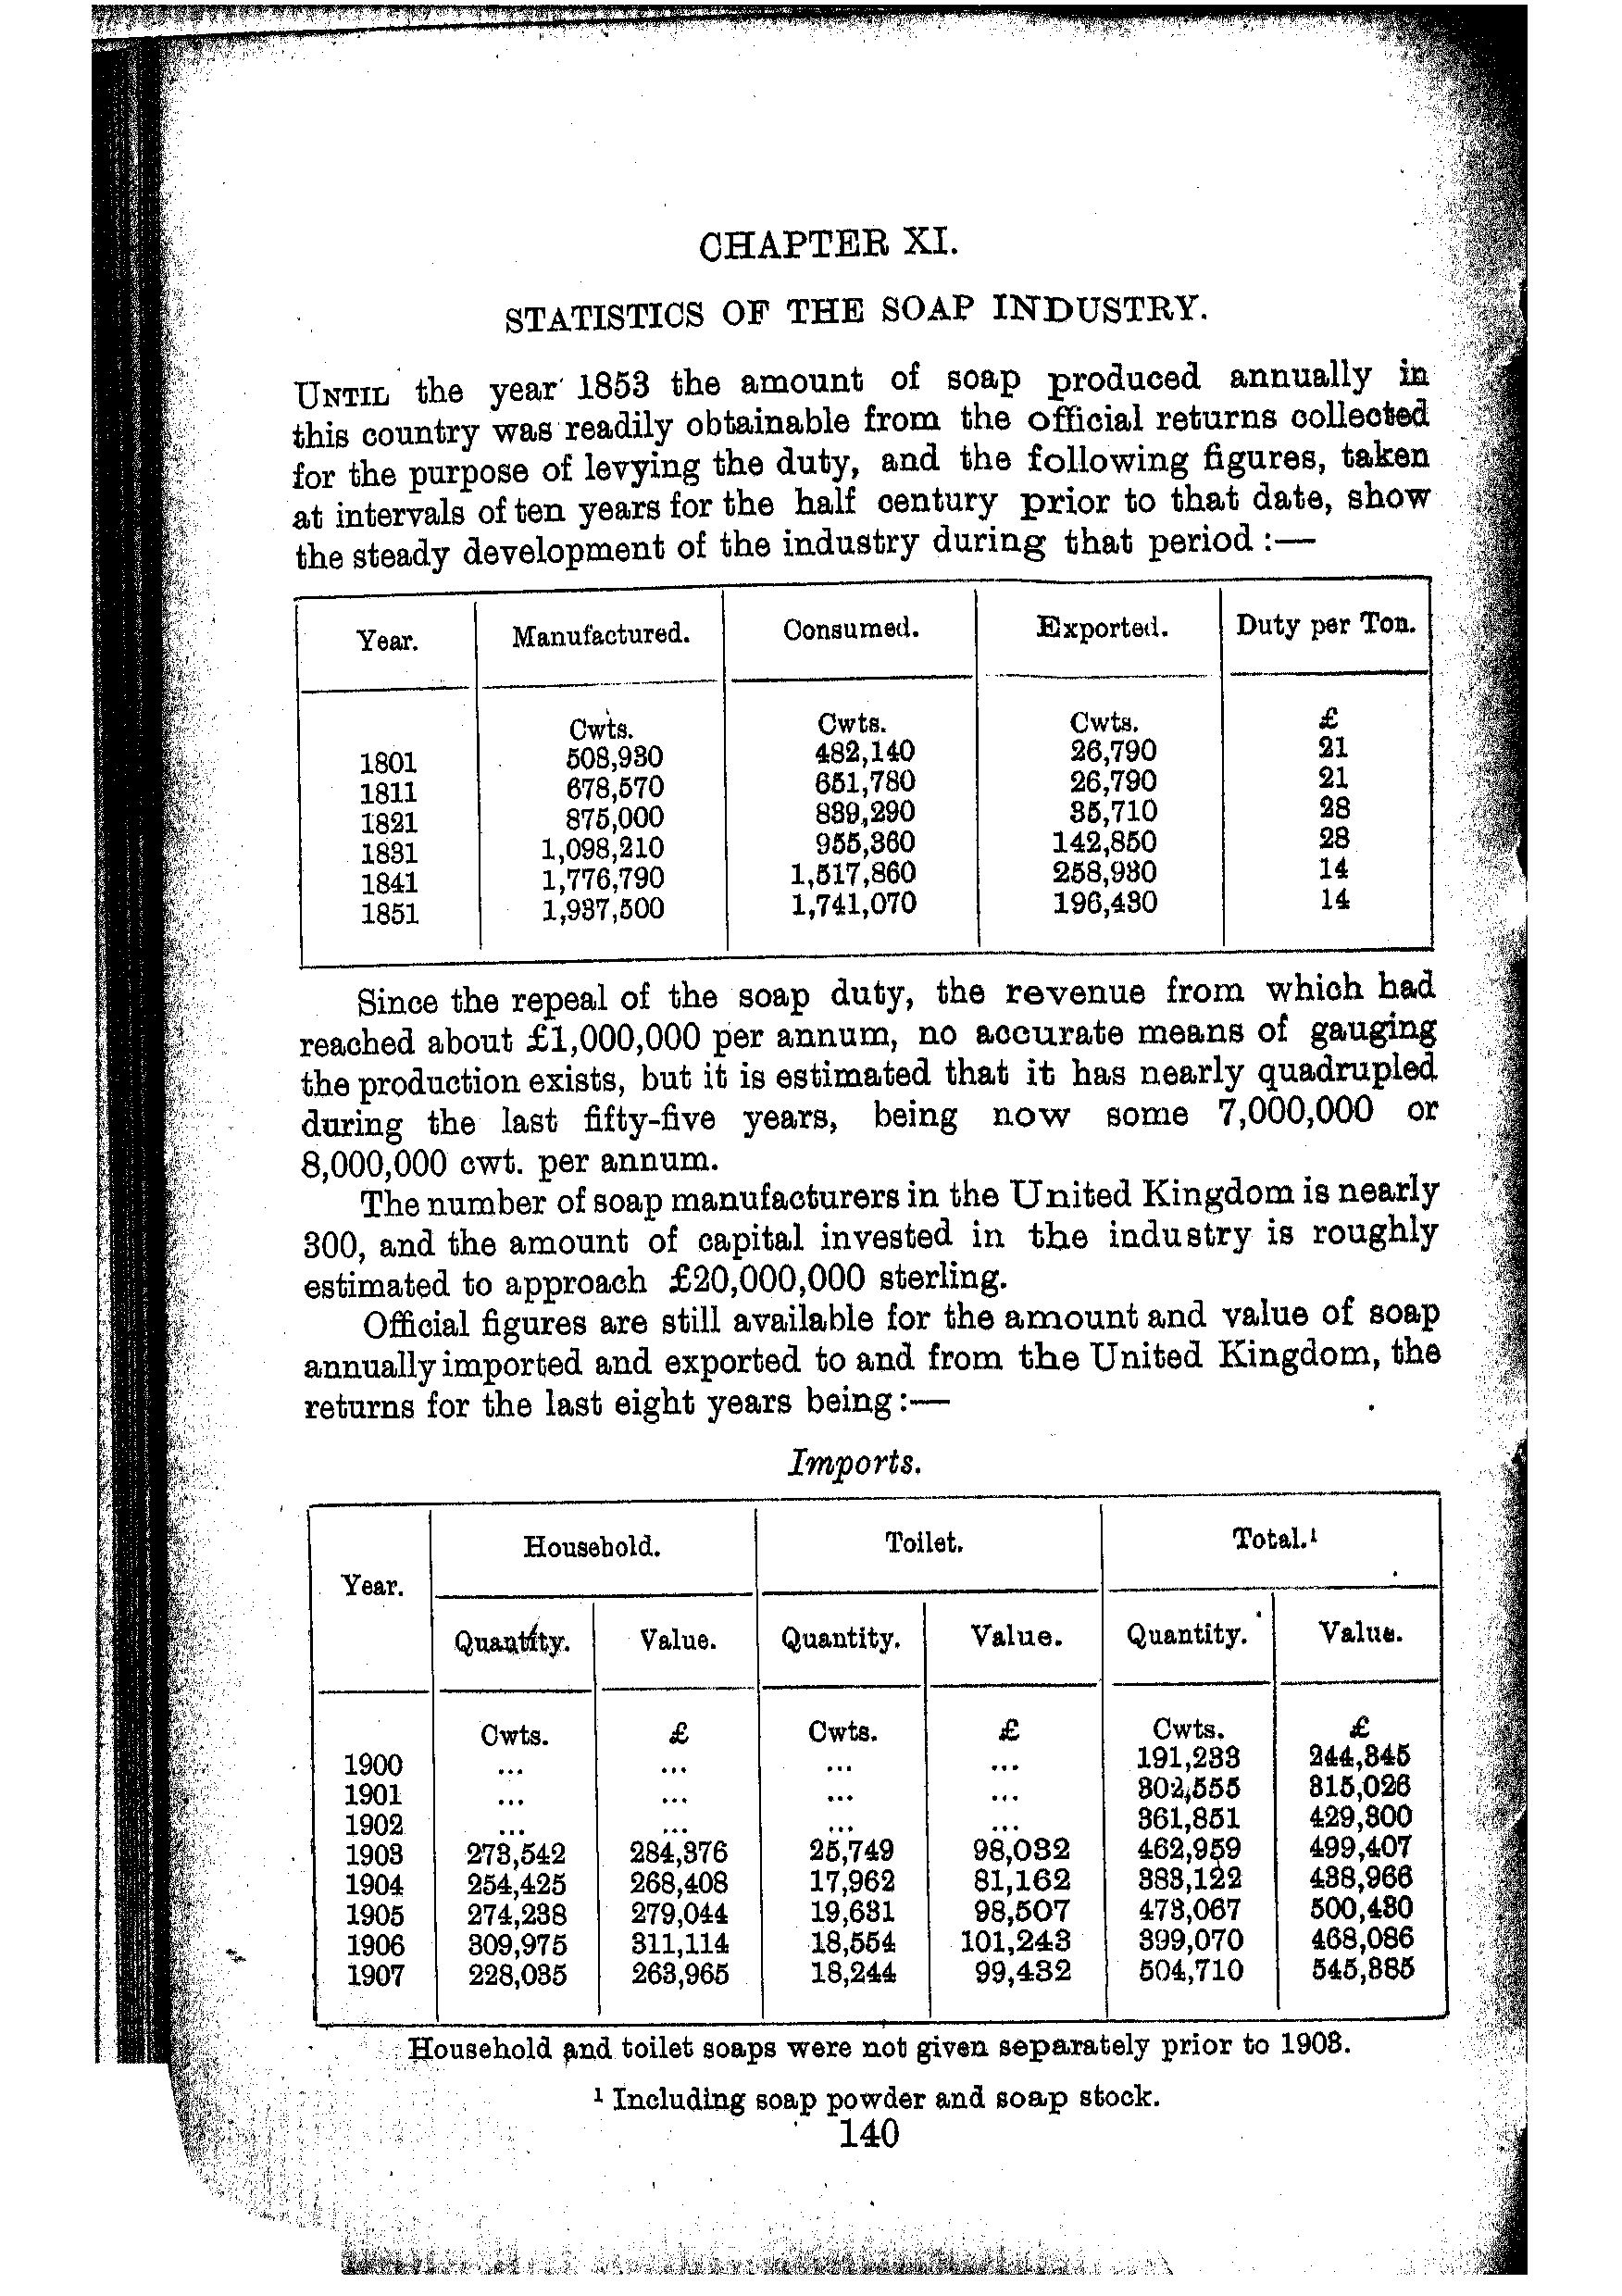 CHAPTER XI.
STATISTICS OF THE SOAP INDUSTRY.
UNTIL the year 1853 the amount of soap produced annually in
this country was readily obtainable from the official returns collected
for the purpose of levying the duty, and the following figures, taken
at intervals of ten years for the half century prior to that date, show
the steady development of the industry during that period :—
Year. Manufactured. Consumed. Exported. Duty per Ton.
Cwts. Cwts. Cwts. £
1801 508,930 482,140 26,790 21
1811 678,570 651,780 26,790 21
1821 875,000 839,290 35,710 28
1831 1,098,210 955,360 142,850 28
1841 1,776,790 1,517,860 258,930 14
1851 1,937,500 1,741,070 196,430 14
Since the repeal of the soap duty, the revenue from which had
reached about £1,000,000 per annum, no accurate means of gauging
the production exists, but it is estimated that it has nearly quadrupled
during the last fifty-five years, being now some 7,000,000 or
8,000,000 cwt. per annum.
The number of soap manufacturers in the United Kingdom is nearly
300, and the amount of capital invested in the industry is roughly
estimated to approach £20,000,000 sterling.
Official figures are still available for the amount and value of soap
annually imported and exported to and from the United Kingdom, the
returns for the last eight years being :—
Imports.
Year. Household. Toilet. Total.¹
Quantity. Value. Quantity. Value. Quantity. Value.
Cwts. £ Cwts. £ Cwts. £
1900 ... ... ... ... 191,233 244,345
1901 ... ... ... ... 302,555 315,026
1902 ... ... ... ... 361,851 429,300
1903 273,542 284,376 25,749 98,032 462,959 499,407
1904 254,425 268,408 17,962 81,162 383,122 438,966
1905 274,238 279,044 19,631 98,507 473,067 500,430
1906 309,975 311,114 18,554 101,243 399,070 468,086
1907 228,035 263,965 18,244 99,432 504,710 545,385
Household and toilet soaps were not given separately prior to 1903.
¹ Including soap powder and soap stock.
140